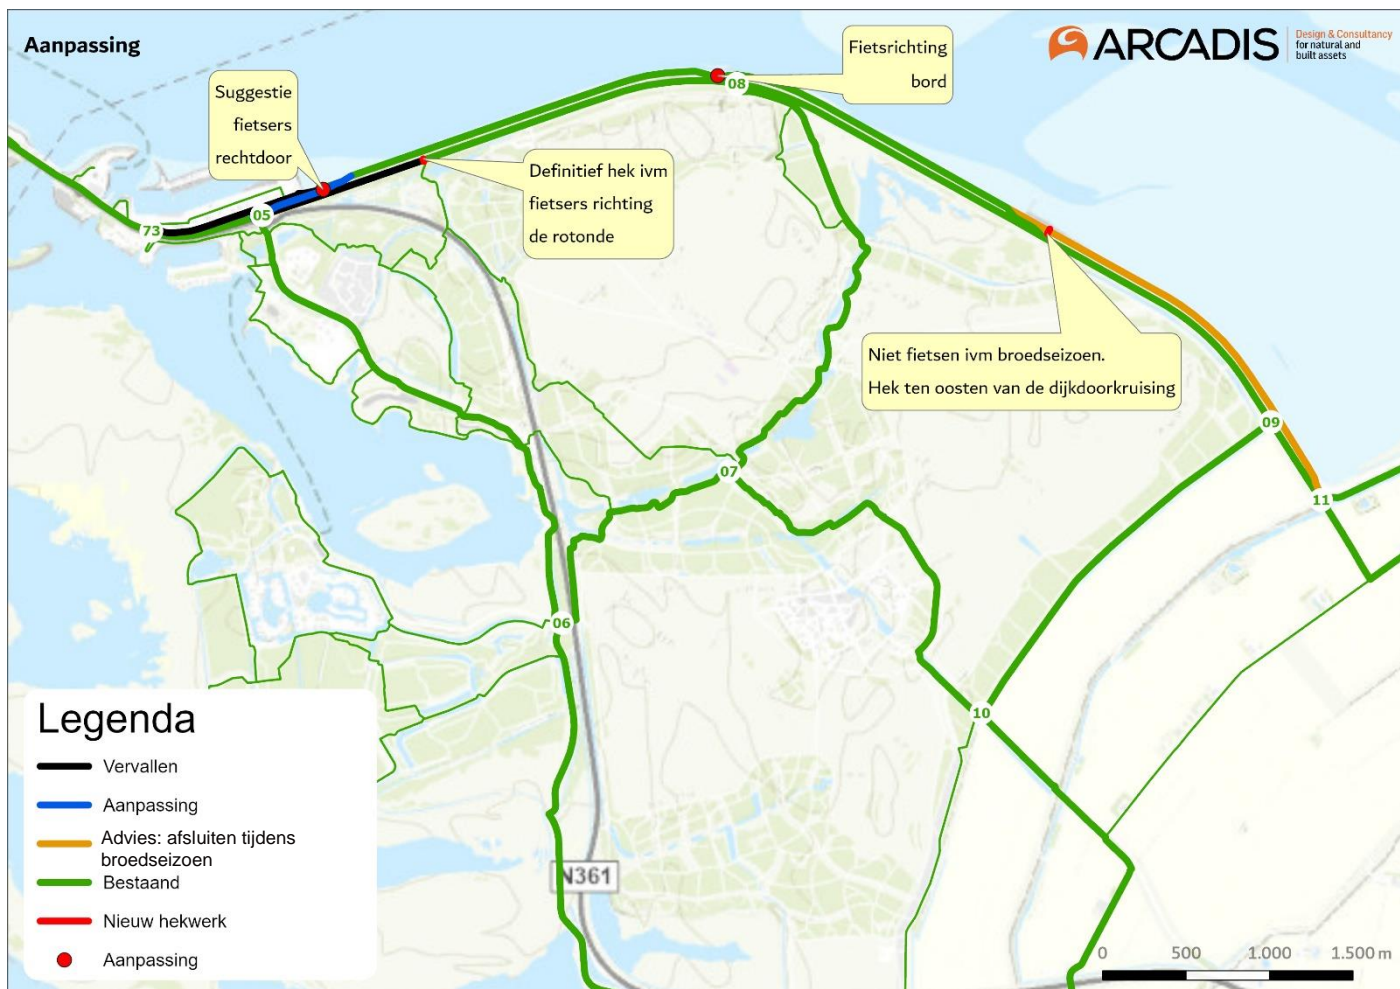 Aanpassing
ARCADIS
Design & Consultancy
for natural and
built assets
Fietsrichting
bord
Suggestie
fietsers
rechtdoor
08
Definitief hek ivm
fietsers richting
de rotonde
05
73
Niet fietsen ivm broedseizoen.
Hek ten oosten van de dijkdoorkruising
09
07
11
06
10
N361
Legenda
Vervallen
Aanpassing
Advies: afsluiten tijdens
broedseizoen
Bestaand
Nieuw hekwerk
Aanpassing
0 500 1.000 1.500 m